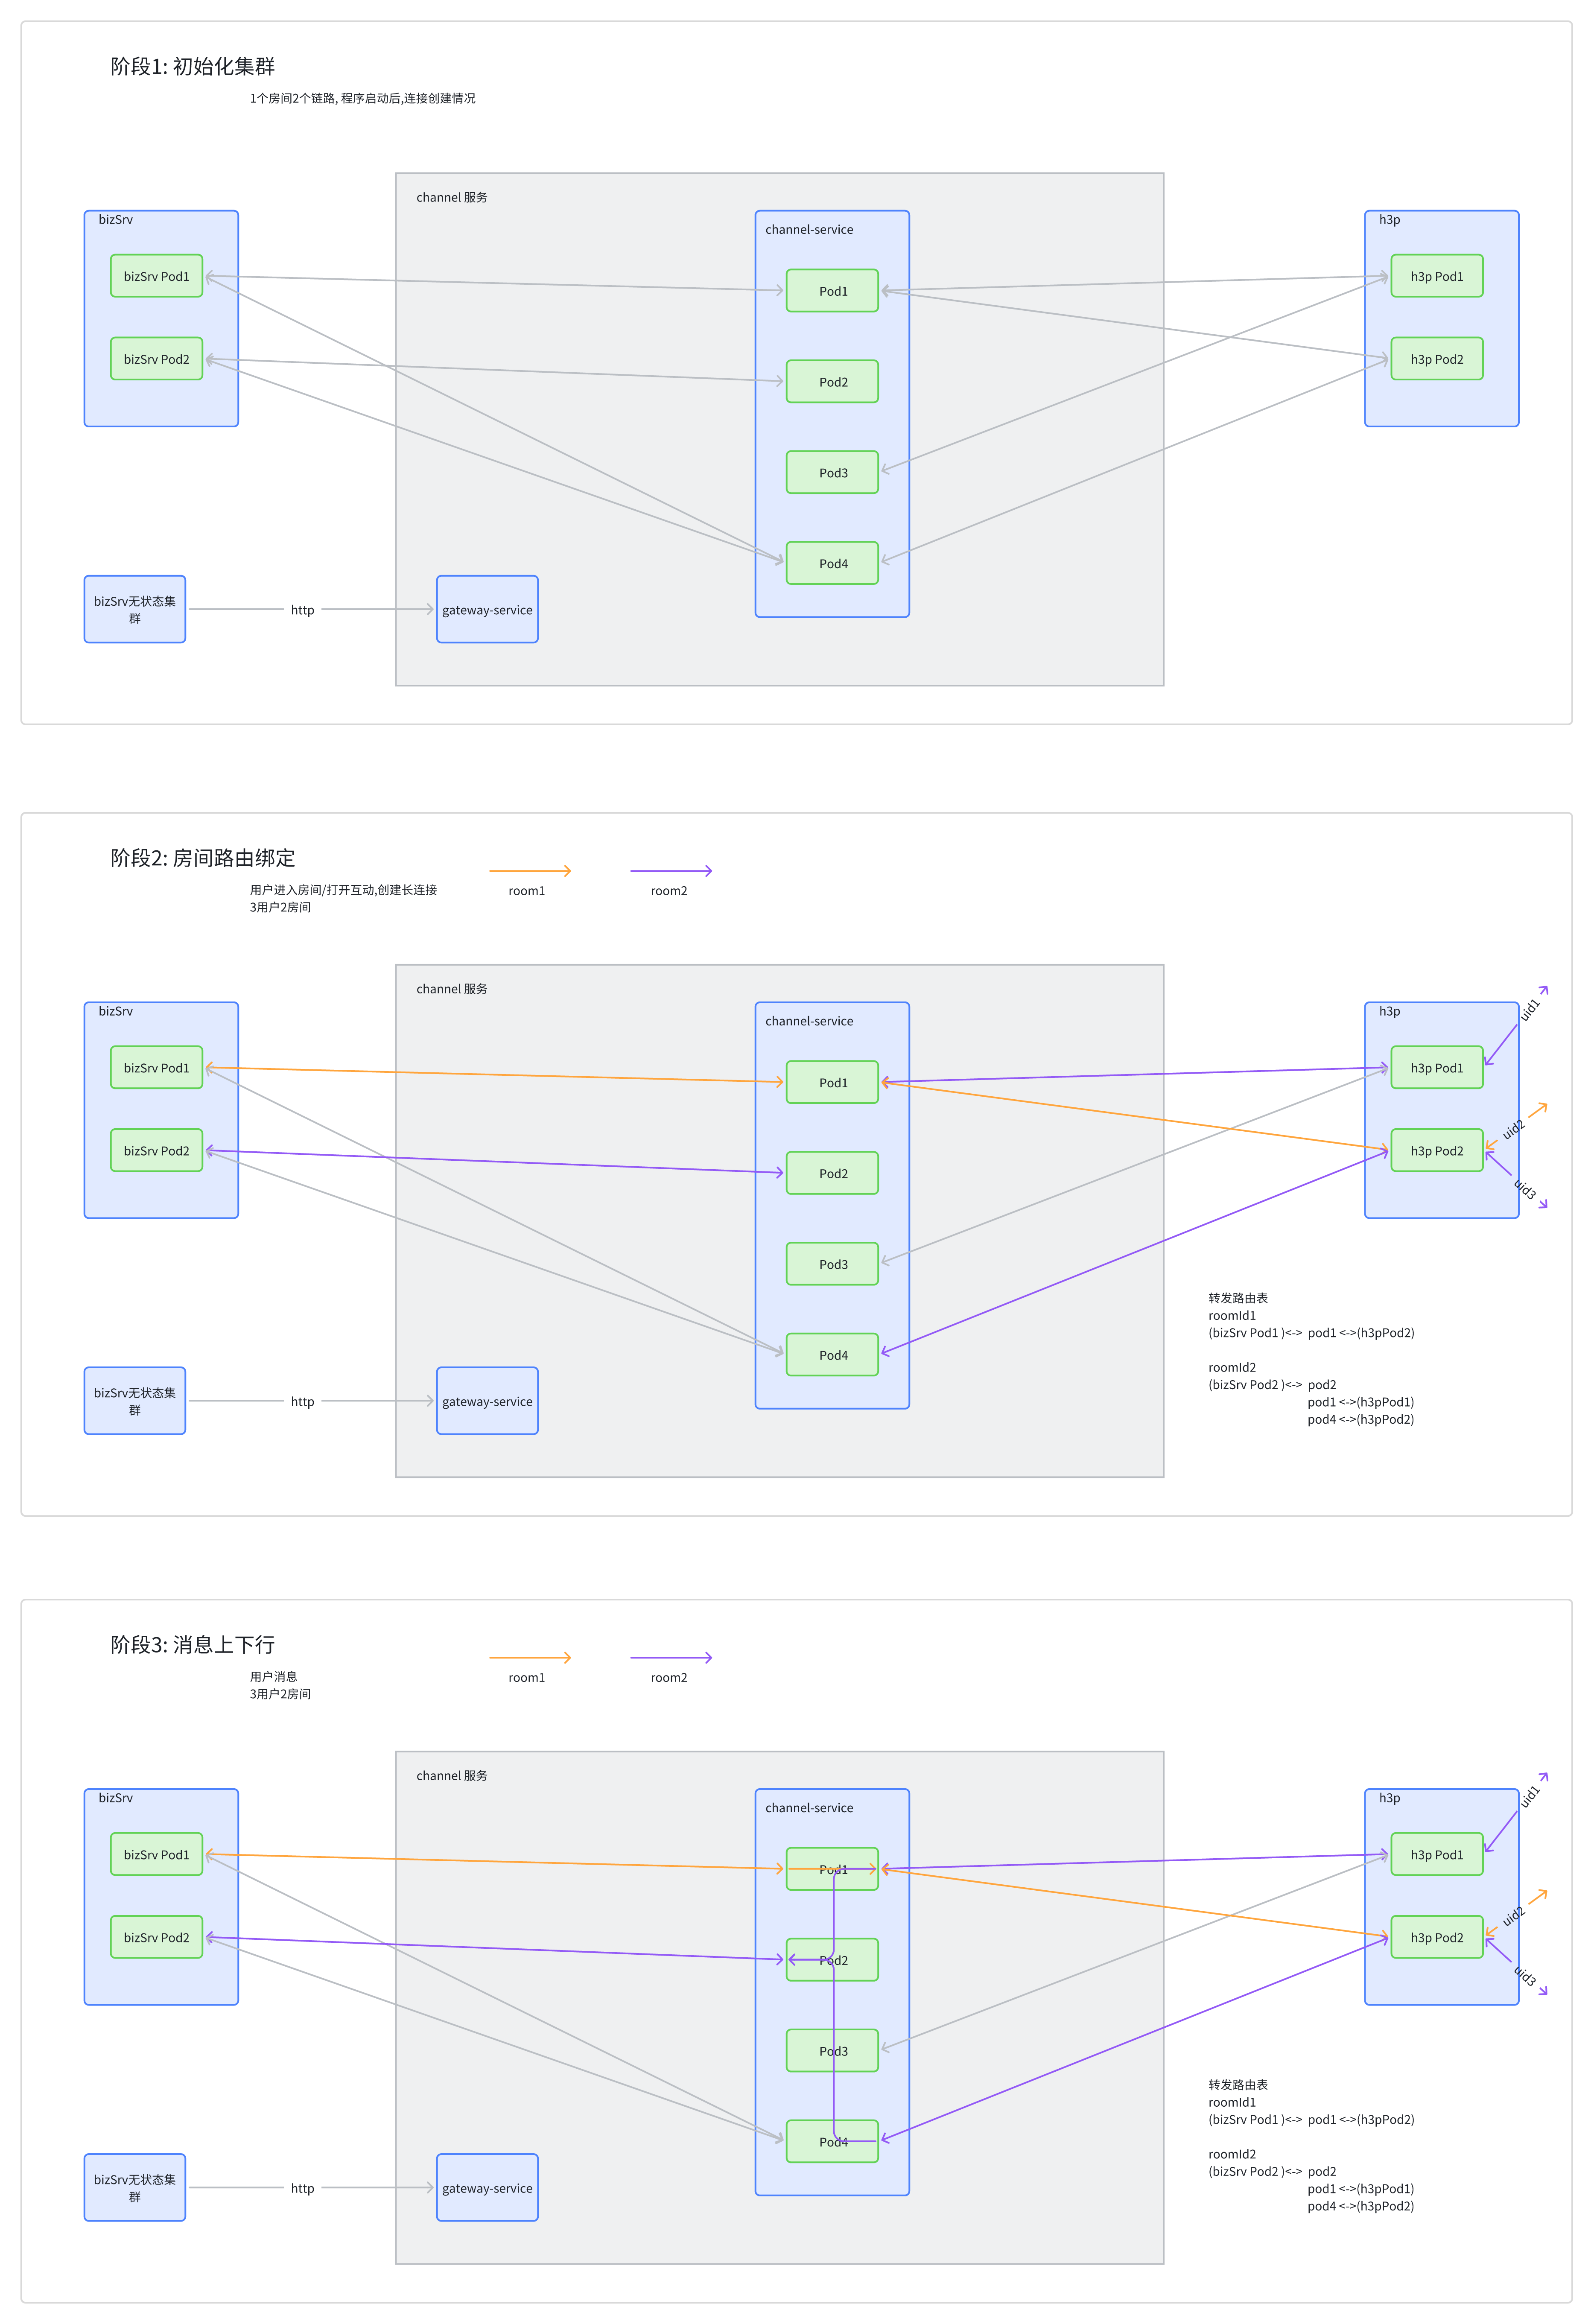 阶段1: 初始化集群
1个房间2个链路, 程序启动后,连接创建情况
channel 服务
bizSrv
channel-service
h3p
bizSrv Pod1
Pod1
h3p Pod1
bizSrv Pod2
Pod2
h3p Pod2
Pod3
Pod4
bizSrv无状态集
群
http
gateway-service
阶段2: 房间路由绑定
用户进入房间/打开互动,创建长连接
3用户2房间
room1
room2
channel 服务
bizSrv
channel-service
h3p
uid1
bizSrv Pod1
Pod1
h3p Pod1
uid2
bizSrv Pod2
Pod2
h3p Pod2
uid3
Pod3
Pod4
转发路由表
roomId1
(bizSrv Pod1 )<-> pod1 <->(h3pPod2)
roomId2
(bizSrv Pod2 )<-> pod2
pod1 <->(h3pPod1)
pod4 <->(h3pPod2)
bizSrv无状态集
群
http
gateway-service
阶段3: 消息上下行
用户消息
3用户2房间
room1
room2
channel 服务
bizSrv
channel-service
h3p
uid1
bizSrv Pod1
Pod1
h3p Pod1
uid2
bizSrv Pod2
Pod2
h3p Pod2
uid3
Pod3
Pod4
转发路由表
roomId1
(bizSrv Pod1 )<-> pod1 <->(h3pPod2)
roomId2
(bizSrv Pod2 )<-> pod2
pod1 <->(h3pPod1)
pod4 <->(h3pPod2)
bizSrv无状态集
群
http
gateway-service